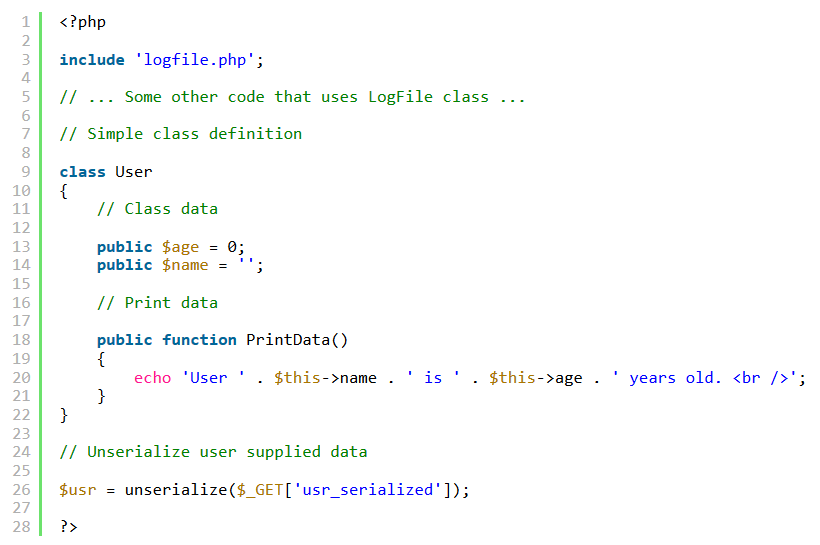 1 <?php
2
3 include 'logfile.php';
4
5 // ... Some other code that uses LogFile class ...
6
7 // Simple class definition
8
9 class User
10 {
11     // Class data
12
13     public $age = 0;
14     public $name = '';
15
16     // Print data
17
18     public function PrintData()
19     {
20         echo 'User ' . $this->name . ' is ' . $this->age . ' years old. <br />';
21     }
22 }
23
24 // Unserialize user supplied data
25
26 $usr = unserialize($_GET['usr_serialized']);
27
28 ?>